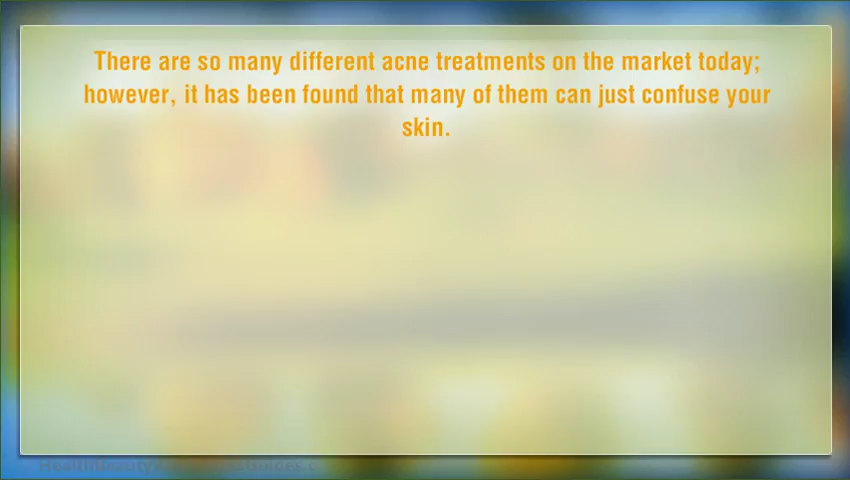 There are so many different acne treatments on the market today;
however, it has been found that many of them can just confuse your
skin.